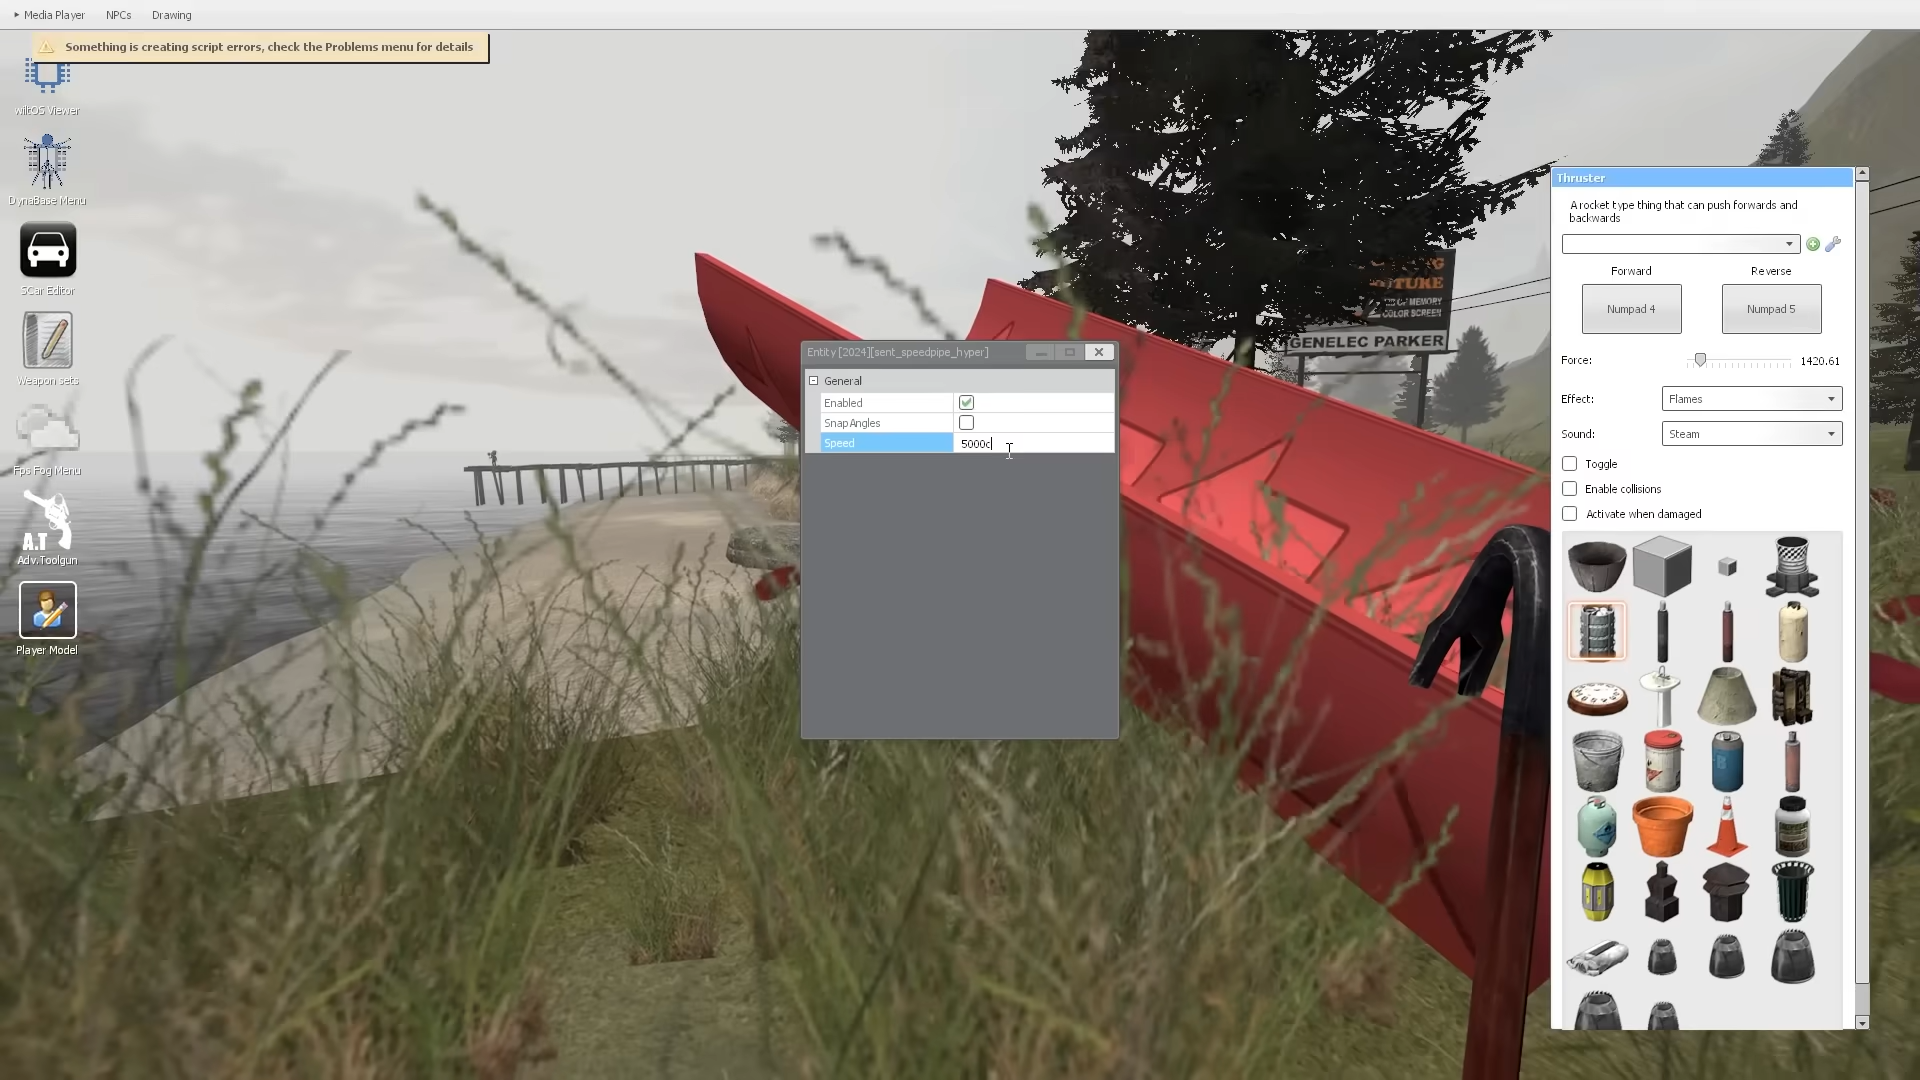 Media Player
NPCs
Drawing
Something is creating script errors, check the Problems menu for details
wiltOS Viewer
DynaBase Menu
SCar Editor
Weapon sets
Fps Fog Menu
A.T
Adv.Toolgun
Player Model
COLOR SCREEN
GENELEC PARKER
Entity [2024][sent_speedpipe_hyper]
General
Enabled
SnapAngles
Speed
5000c
Thruster
A rocket type thing that can push forwards and
backwards
Forward
Reverse
Numpad 4
Numpad 5
Force:
1420.61
Effect:
Flames
Sound:
Steam
Toggle
Enable collisions
Activate when damaged